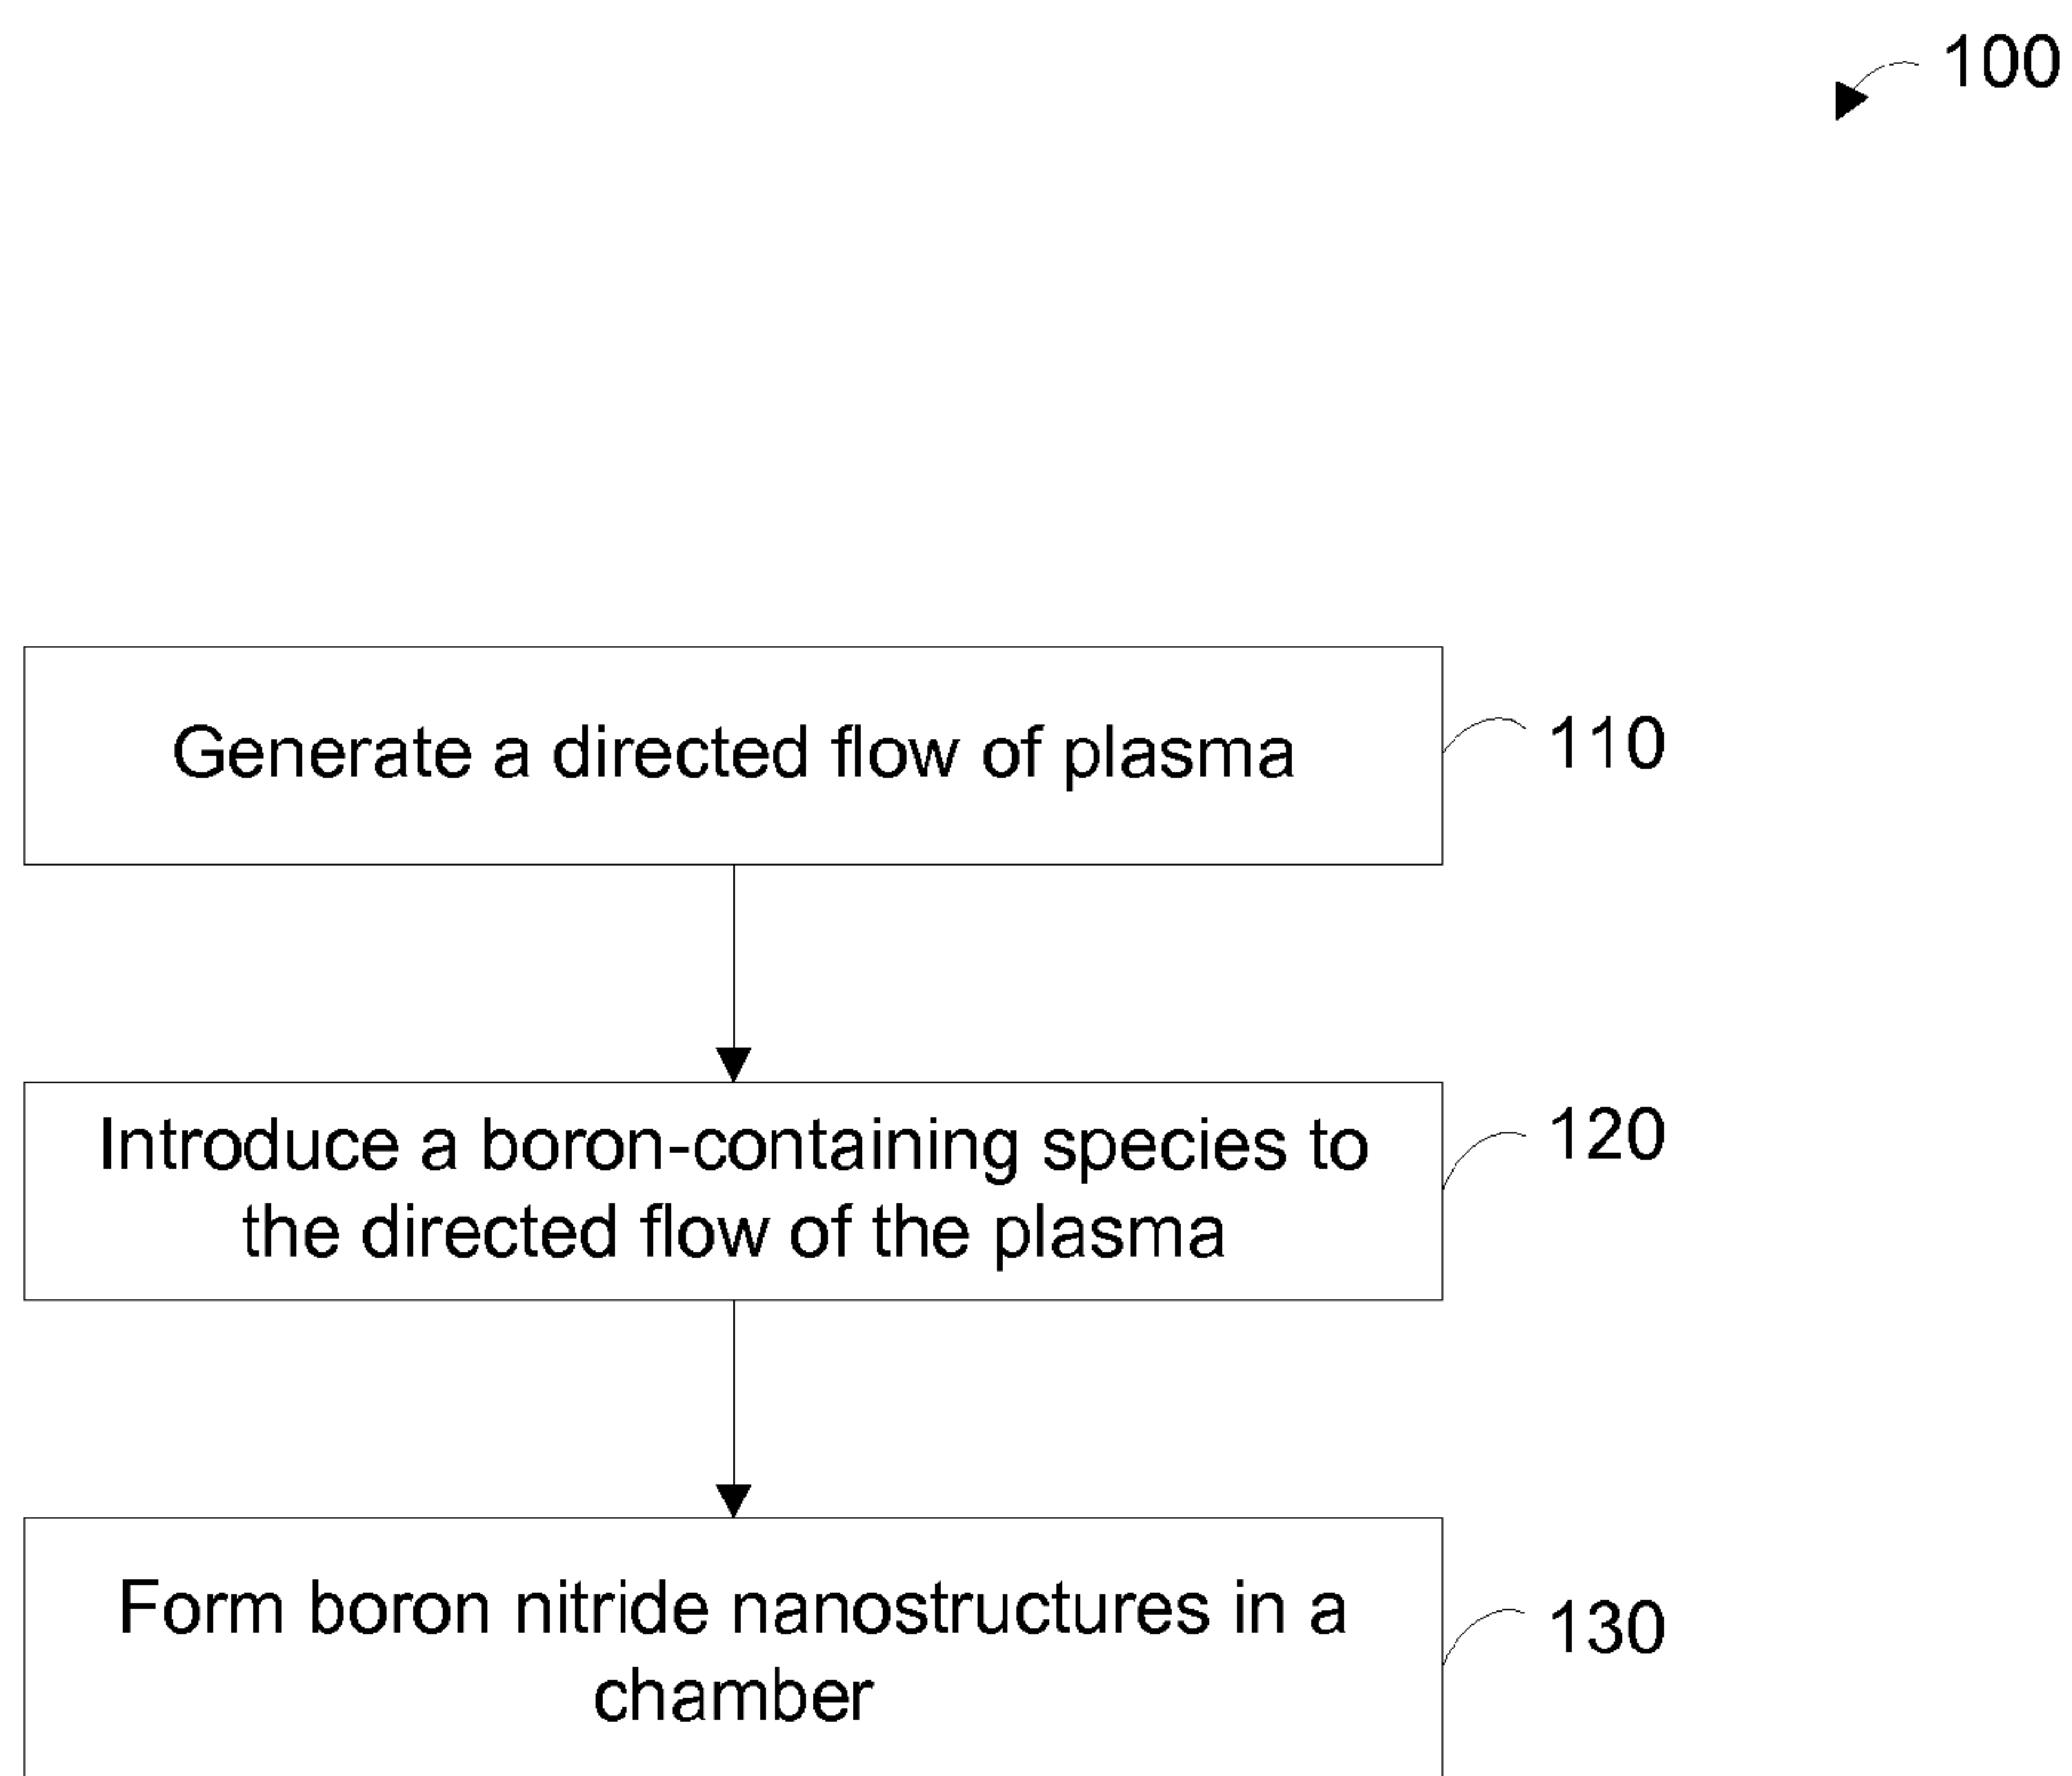 100
Generate a directed flow of plasma
110
Introduce a boron-containing species to
the directed flow of the plasma
120
Form boron nitride nanostructures in a
chamber
130